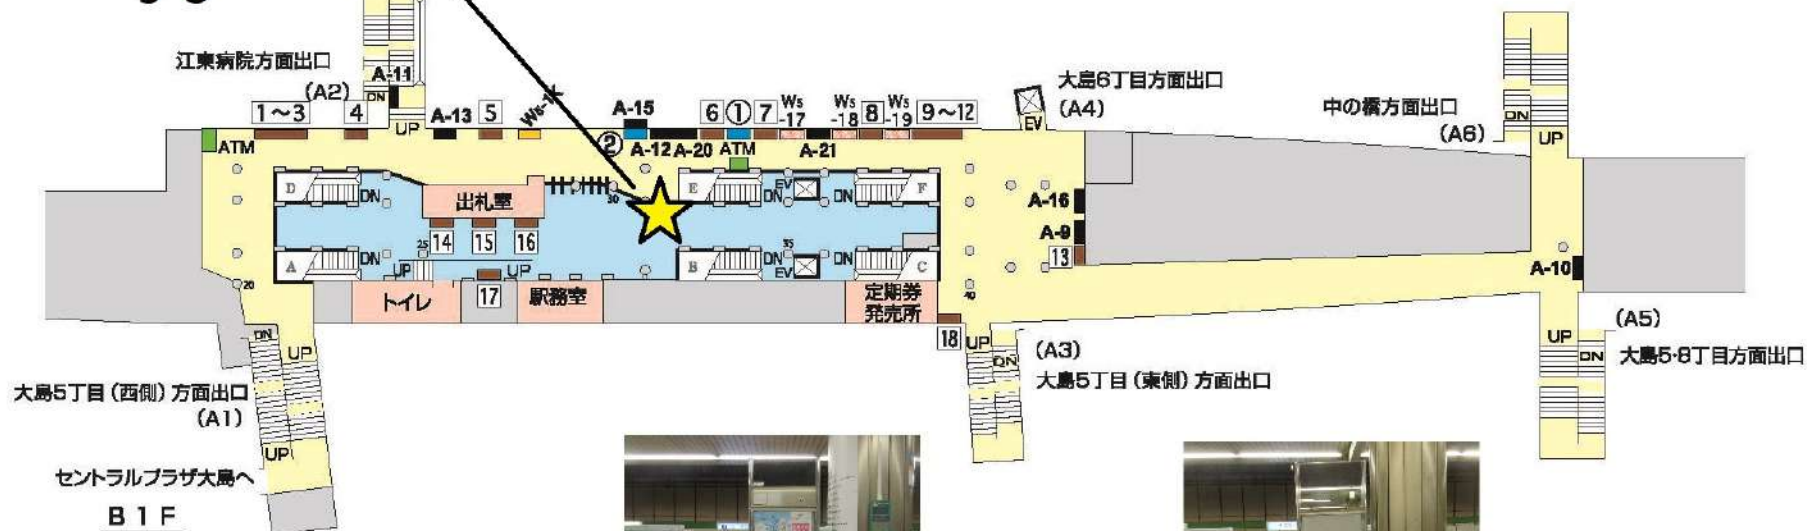 江東病院方面出口
(A2)
A-11
DN
UP
1～3
4
A-13
5
Ws-1K
A-15
②
A-12
A-20
6
①
7
ATM
Ws-17
A-21
Ws-18
8
Ws-19
9～12
大島6丁目方面出口
(A4)
EV
中の橋方面出口
(A6)
DN
UP
ATM
D
DN
出札室
30
E
DN
EV
DN
F
A-16
A-9
13
14
15
16
25
A
DN
UP
UP
17
B
DN
35
EV
DN
C
20
トイレ
駅務室
定期券
発売所
40
18
UP
DN
(A3)
大島5丁目(東側)方面出口
A-10
(A5)
UP
DN
大島5・8丁目方面出口
DN
UP
大島5丁目(西側)方面出口
(A1)
UP
セントラルプラザ大島へ
B1F